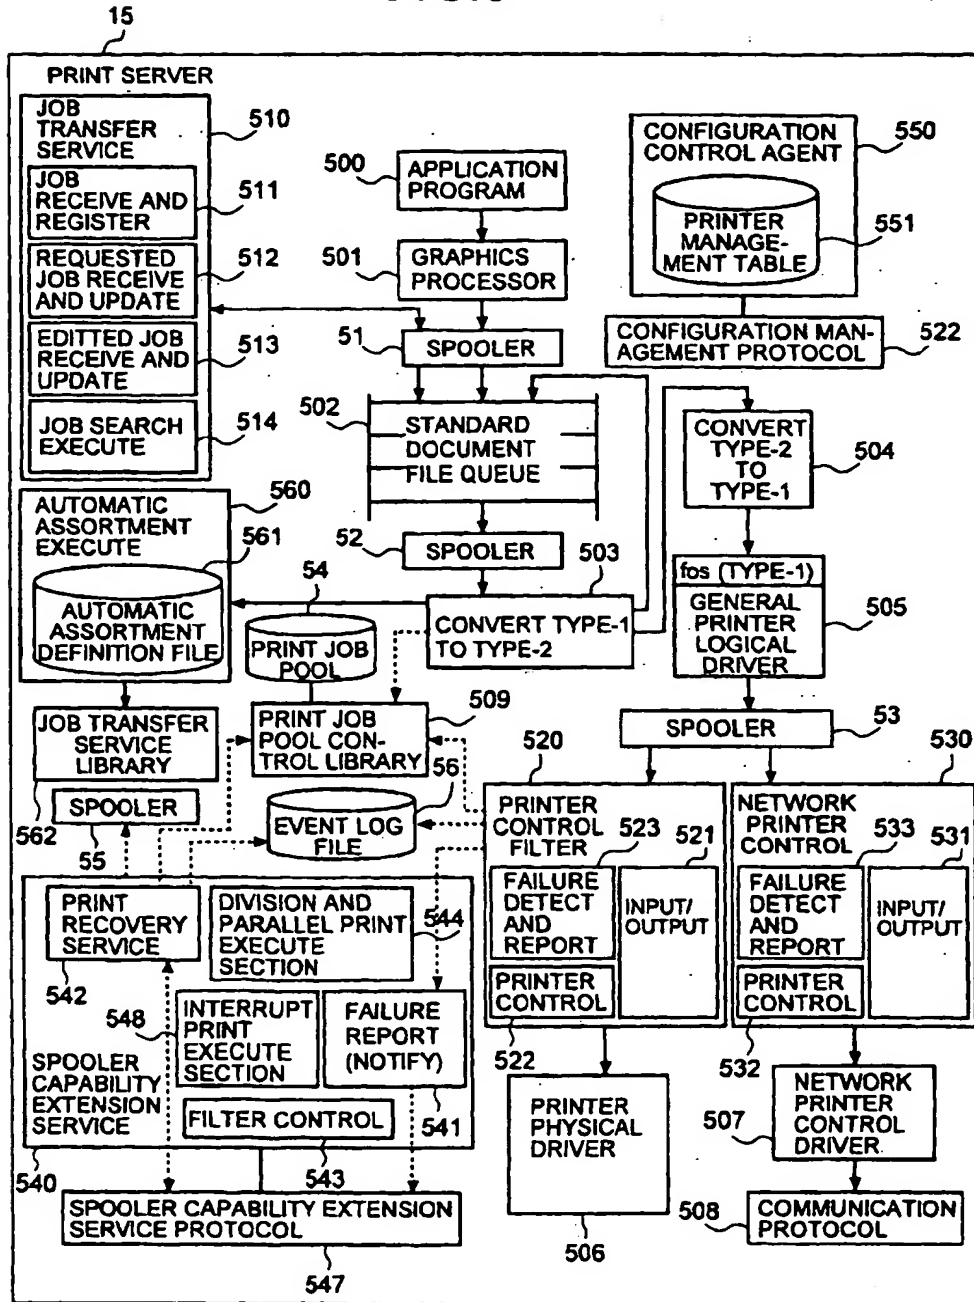 15
PRINT SERVER
JOB
TRANSFER
SERVICE
510
JOB
RECEIVE AND
REGISTER
511
REQUESTED
JOB RECEIVE
AND UPDATE
512
EDITTED JOB
RECEIVE AND
UPDATE
513
JOB SEARCH
EXECUTE
514
500
APPLICATION
PROGRAM
501
GRAPHICS
PROCESSOR
51
SPOOLER
502
STANDARD
DOCUMENT
FILE QUEUE
52
SPOOLER
503
CONVERT TYPE-1
TO TYPE-2
CONFIGURATION
CONTROL AGENT
550
PRINTER
MANAGE-
MENT TABLE
551
CONFIGURATION MAN-
AGEMENT PROTOCOL
522
CONVERT
TYPE-2
TO
TYPE-1
504
fos (TYPE-1)
GENERAL
PRINTER
LOGICAL
DRIVER
505
SPOOLER
53
AUTOMATIC
ASSORTMENT
EXECUTE
560
561
AUTOMATIC
ASSORTMENT
DEFINITION FILE
54
PRINT JOB
POOL
JOB TRANSFER
SERVICE
LIBRARY
562
PRINT JOB
POOL CON-
TROL LIBRARY
509
SPOOLER
55
EVENT LOG
FILE
56
520
PRINTER
CONTROL
FILTER
523
521
FAILURE
DETECT
AND
REPORT
INPUT/
OUTPUT
PRINTER
CONTROL
522
530
NETWORK
PRINTER
CONTROL
533
531
FAILURE
DETECT
AND
REPORT
INPUT/
OUTPUT
PRINTER
CONTROL
532
PRINT
RECOVERY
SERVICE
542
DIVISION AND
PARALLEL PRINT
EXECUTE
SECTION
544
548
INTERRUPT
PRINT
EXECUTE
SECTION
FAILURE
REPORT
(NOTIFY)
541
SPOOLER
CAPABILITY
EXTENSION
SERVICE
FILTER CONTROL
543
540
SPOOLER CAPABILITY EXTENSION
SERVICE PROTOCOL
547
PRINTER
PHYSICAL
DRIVER
506
507
NETWORK
PRINTER
CONTROL
DRIVER
508
COMMUNICATION
PROTOCOL